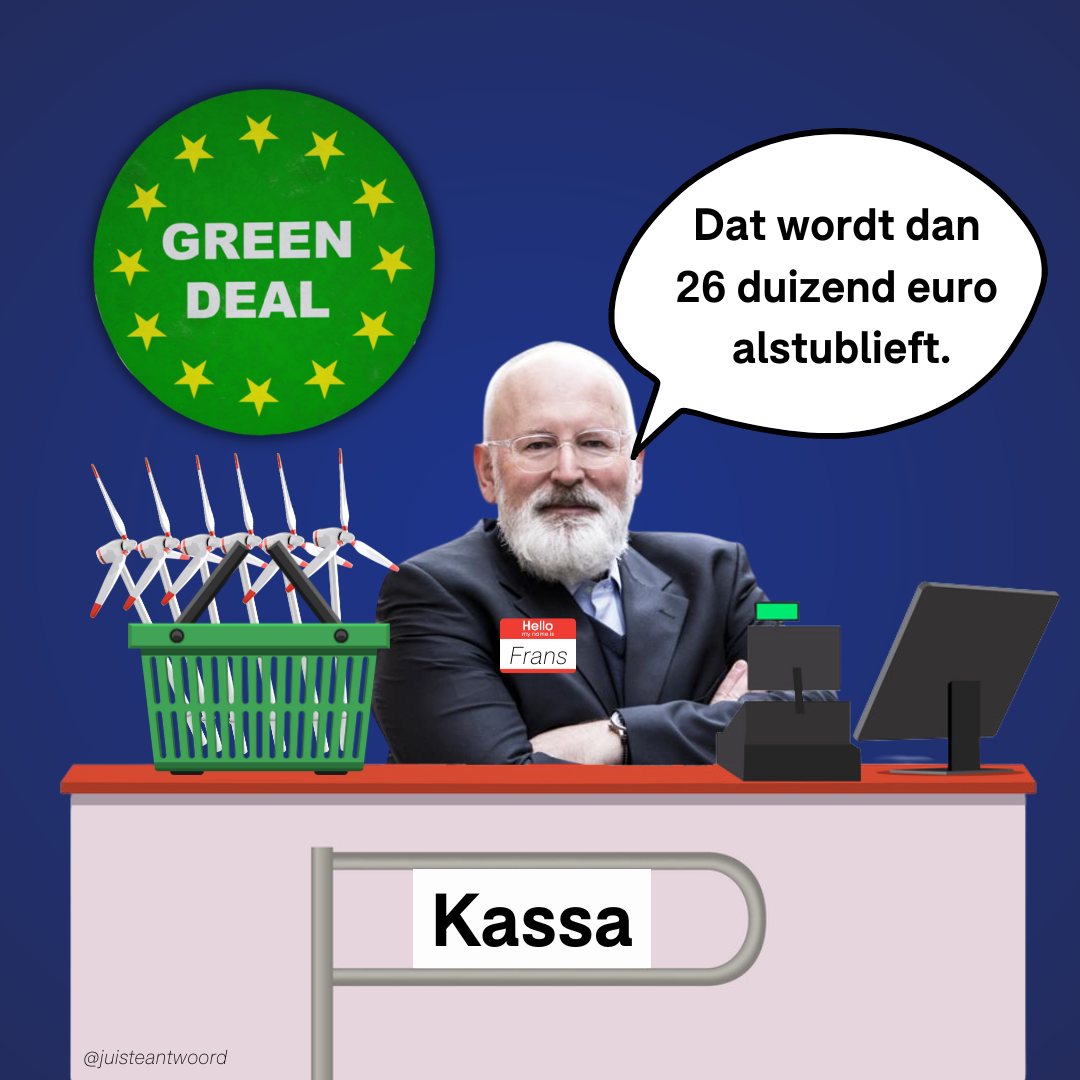 GREEN
DEAL
Dat wordt dan
26 duizend euro
alstublieft.
Hello
my name is
Frans
Kassa
@juisteantwoord